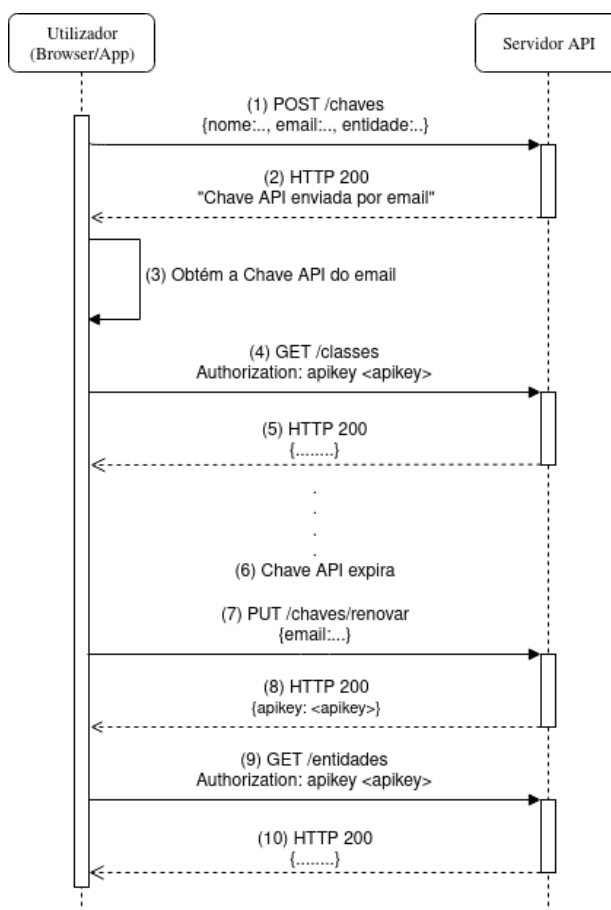 Utilizador
(Browser/App)
Servidor API
(1) POST /chaves
{nome:.., email:.., entidade:..}
(2) HTTP 200
"Chave API enviada por email"
(3) Obtém a Chave API do email
(4) GET /classes
Authorization: apikey <apikey>
(5) HTTP 200
{........}
.
.
.
.
(6) Chave API expira
(7) PUT /chaves/renovar
{email:...}
(8) HTTP 200
{apikey: <apikey>}
(9) GET /entidades
Authorization: apikey <apikey>
(10) HTTP 200
{........}